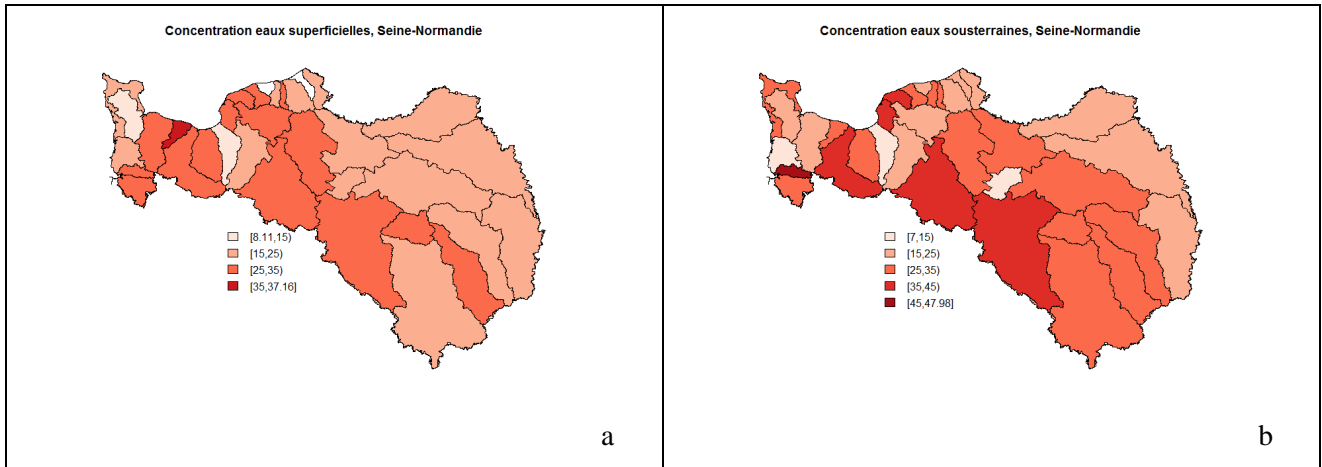 Concentration eaux superficielles, Seine-Normandie
[8.11,15)
[15,25)
[25,35)
[35,37.16]
a
Concentration eaux sousterraines, Seine-Normandie
[7,15)
[15,25)
[25,35)
[35,45)
[45,47.98]
b